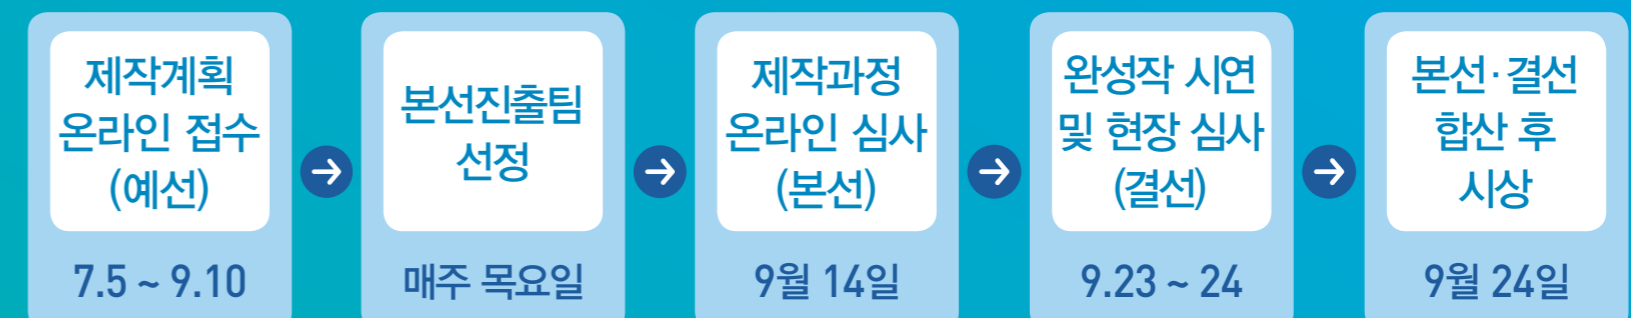 제작계획
온라인 접수
(예선)
7.5 ~ 9.10
본선진출팀
선정
매주 목요일
제작과정
온라인 심사
(본선)
9월 14일
완성작 시연
및 현장 심사
(결선)
9.23 ~ 24
본선·결선
합산 후
시상
9월 24일